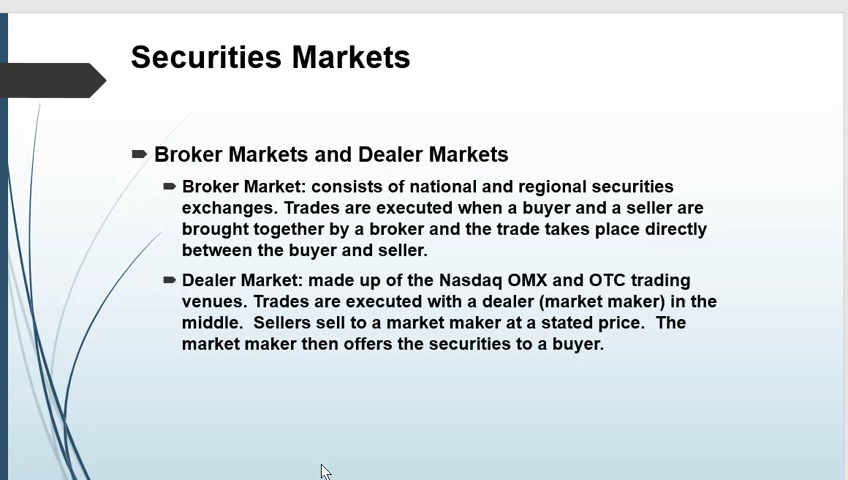 Securities Markets
Broker Markets and Dealer Markets
Broker Market: consists of national and regional securities
exchanges. Trades are executed when a buyer and a seller are
brought together by a broker and the trade takes place directly
between the buyer and seller.
Dealer Market: made up of the Nasdaq OMX and OTC trading
venues. Trades are executed with a dealer (market maker) in the
middle.  Sellers sell to a market maker at a stated price.  The
market maker then offers the securities to a buyer.